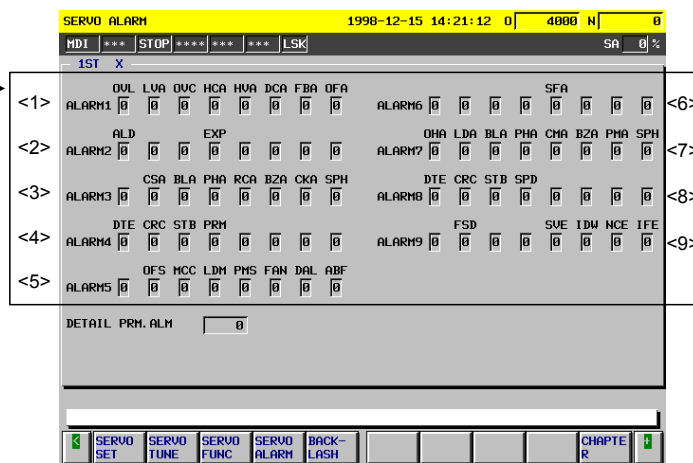 SERVO ALARM 1998-12-15 14:21:12 O 4000 N 0
MDI *** STOP **** *** *** LSK SA 0 %
1ST X
OVL LVA OVC HCA HVA DCA FBA OFA SFA
<1> ALARM1 0 0 0 0 0 0 0 0 ALARM6 0 0 0 0 0 0 0 0 <6>
ALD EXP OHA LDA BLA PHA CMA BZA PMA SPH
<2> ALARM2 0 0 0 0 0 0 0 0 ALARM7 0 0 0 0 0 0 0 0 <7>
CSA BLA PHA RCA BZA CKA SPH DTE CRC STB SPD
<3> ALARM3 0 0 0 0 0 0 0 0 ALARM8 0 0 0 0 0 0 0 0 <8>
DTE CRC STB PRM FSD SVE IDW NCE IFE
<4> ALARM4 0 0 0 0 0 0 0 0 ALARM9 0 0 0 0 0 0 0 0 <9>
OFS MCC LDM PMS FAN DAL ABF
<5> ALARM5 0 0 0 0 0 0 0 0
DETAIL PRM.ALM 0
< SERVO SERVO SERVO SERVO BACK- CHAPTE +
SET TUNE FUNC ALARM LASH R